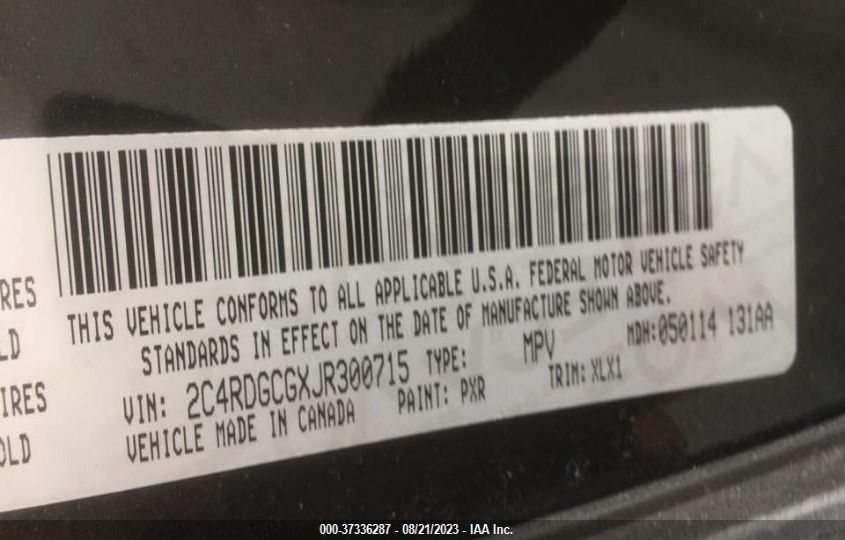 THIS VEHICLE CONFORMS TO ALL APPLICABLE U.S.A. FEDERAL MOTOR VEHICLE SAFETY
STANDARDS IN EFFECT ON THE DATE OF MANUFACTURE SHOWN ABOVE.
VIN: 2C4RDGCGXJR300715 TYPE: MPV MDH:050114 131AA
VEHICLE MADE IN CANADA PAINT: PXR TRIM: XLX1
RES
LD
IRES
OLD
000-37336287 - 08/21/2023 - IAA Inc.